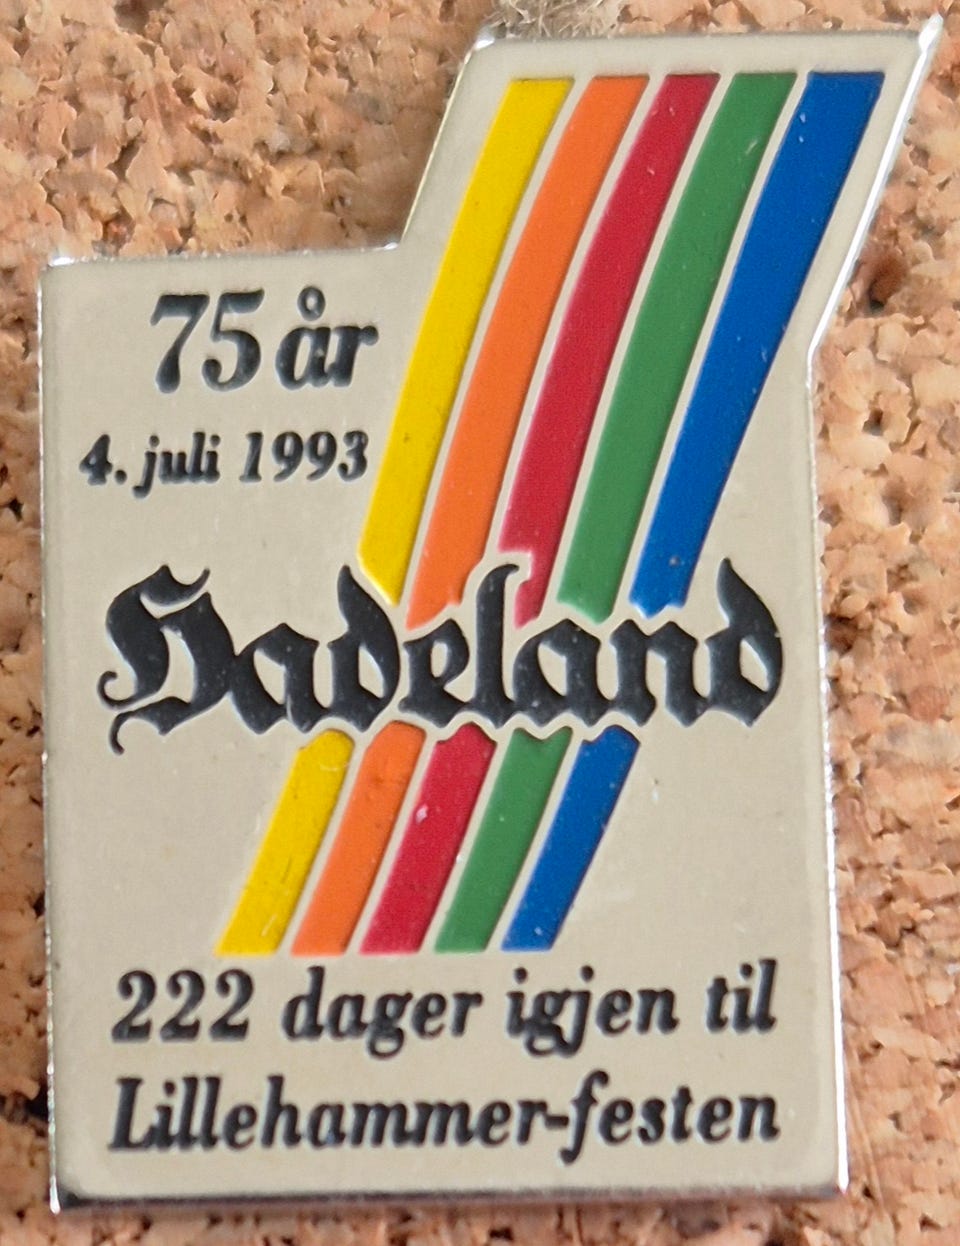 75 år
4. juli 1993
Hadeland
222 dager igjen til
Lillehammer-festen